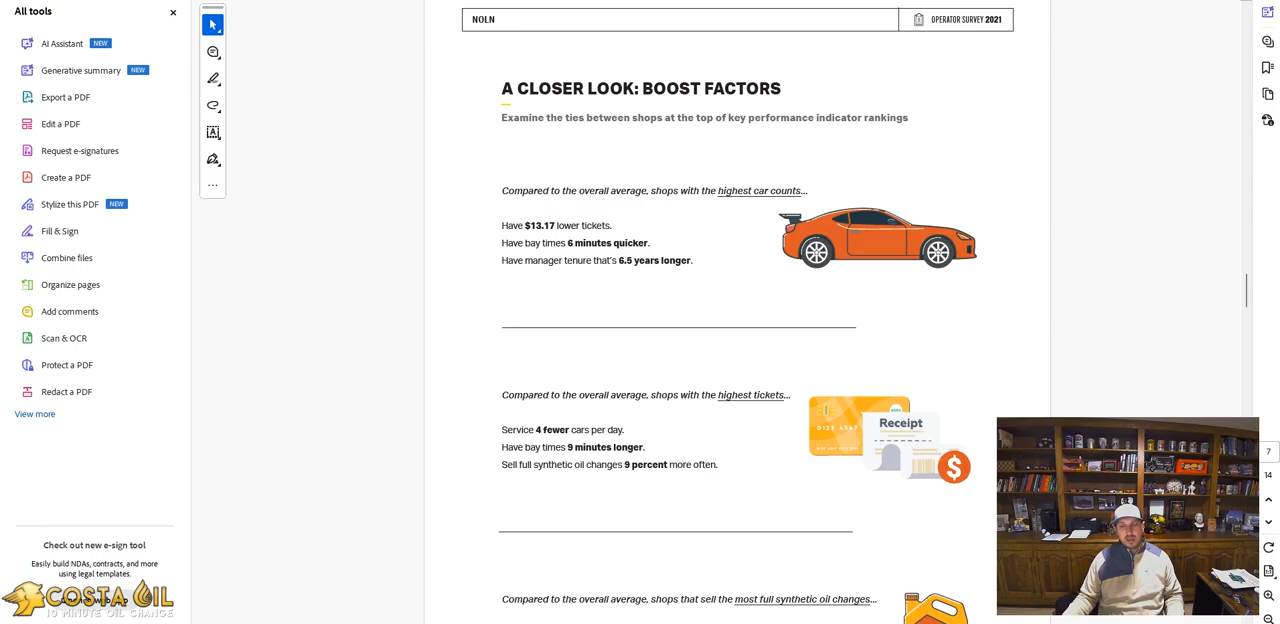 All tools
AI Assistant NEW
Generative summary NEW
Export a PDF
Edit a PDF
Request e-signatures
Create a PDF
Stylize this PDF NEW
Fill & Sign
Combine files
Organize pages
Add comments
Scan & OCR
Protect a PDF
Redact a PDF
View more
Check out new e-sign tool
Easily build NDAs, contracts, and more
using legal templates.
COSTA OIL
10 MINUTE OIL CHANGE
NOLN
OPERATOR SURVEY 2021
A CLOSER LOOK: BOOST FACTORS
Examine the ties between shops at the top of key performance indicator rankings
Compared to the overall average, shops with the highest car counts...
Have $13.17 lower tickets.
Have bay times 6 minutes quicker.
Have manager tenure that's 6.5 years longer.
Compared to the overall average, shops with the highest tickets...
Service 4 fewer cars per day.
Have bay times 9 minutes longer.
Sell full synthetic oil changes 9 percent more often.
Receipt
$
Compared to the overall average, shops that sell the most full synthetic oil changes...
7
14